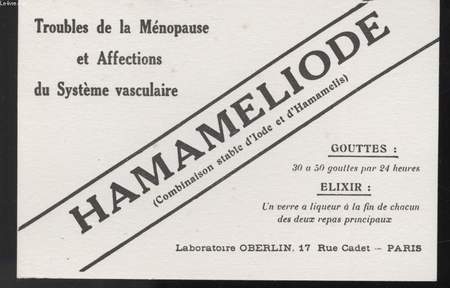 Troubles de la Ménopause
et Affections
du Système vasculaire
HAMAMELIODE
(Combinaison stable d'Iode et d'Hamamelis)
GOUTTES :
30 a 50 gouttes par 24 heures
ELIXIR :
Un verre a liqueur à la fin de chacun
des deux repas principaux
Laboratoire OBERLIN, 17 Rue Cadet — PARIS